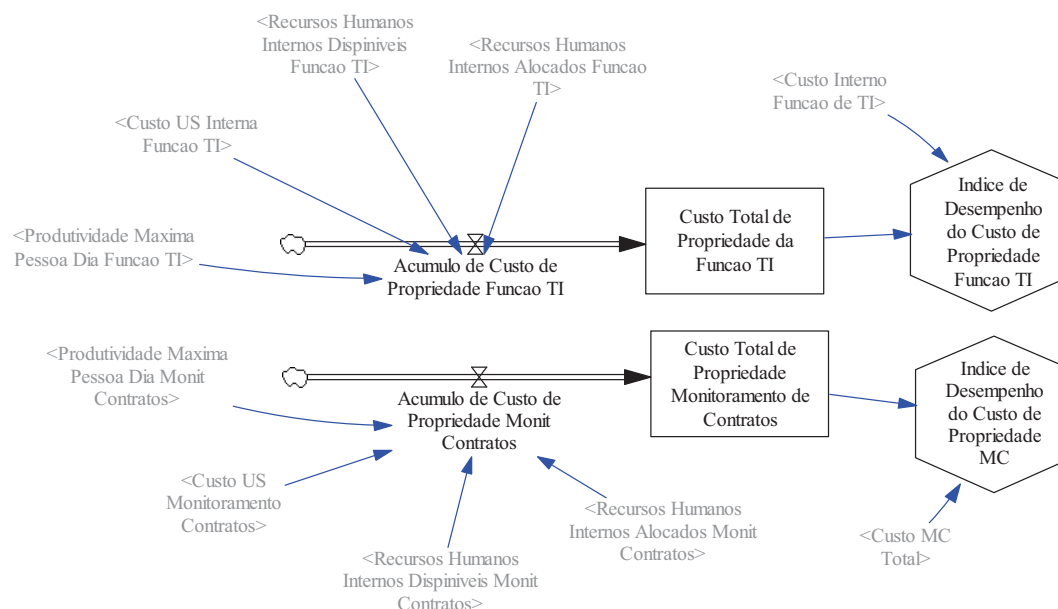 <Recursos Humanos
Internos Dispiniveis
Funcao TI>
<Recursos Humanos
Internos Alocados Funcao
TI>
<Custo Interno
Funcao de TI>
<Custo US Interna
Funcao TI>
<Produtividade Maxima
Pessoa Dia Funcao TI>
Acumulo de Custo de
Propriedade Funcao TI
Custo Total de
Propriedade da
Funcao TI
Indice de
Desempenho
do Custo de
Propriedade
Funcao TI
<Produtividade Maxima
Pessoa Dia Monit
Contratos>
Acumulo de Custo de
Propriedade Monit
Contratos
Custo Total de
Propriedade
Monitoramento de
Contratos
Indice de
Desempenho
do Custo de
Propriedade
MC
<Custo US
Monitoramento
Contratos>
<Recursos Humanos
Internos Dispiniveis Monit
Contratos>
<Recursos Humanos
Internos Alocados Monit
Contratos>
<Custo MC
Total>